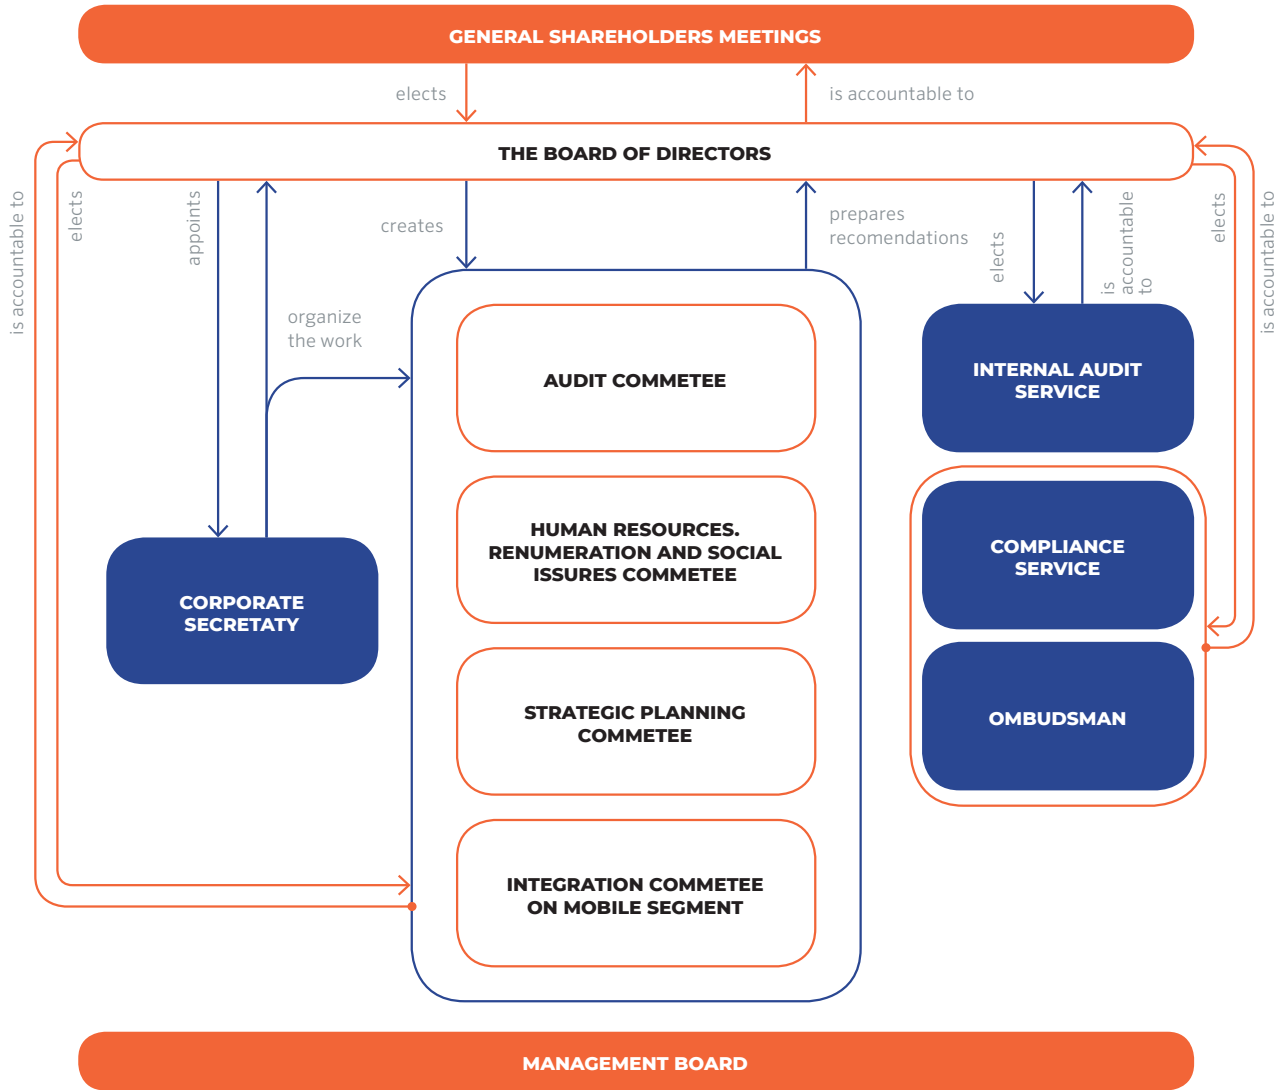 GENERAL SHAREHOLDERS MEETINGS
elects
is accountable to
THE BOARD OF DIRECTORS
is accountable to
elects
appoints
creates
prepares
recomendations
elects
is
accountable
to
elects
is accountable to
organize
the work
AUDIT COMMETEE
INTERNAL AUDIT
SERVICE
HUMAN RESOURCES.
RENUMERATION AND SOCIAL
ISSURES COMMETEE
COMPLIANCE
SERVICE
CORPORATE
SECRETATY
STRATEGIC PLANNING
COMMETEE
OMBUDSMAN
INTEGRATION COMMETEE
ON MOBILE SEGMENT
MANAGEMENT BOARD